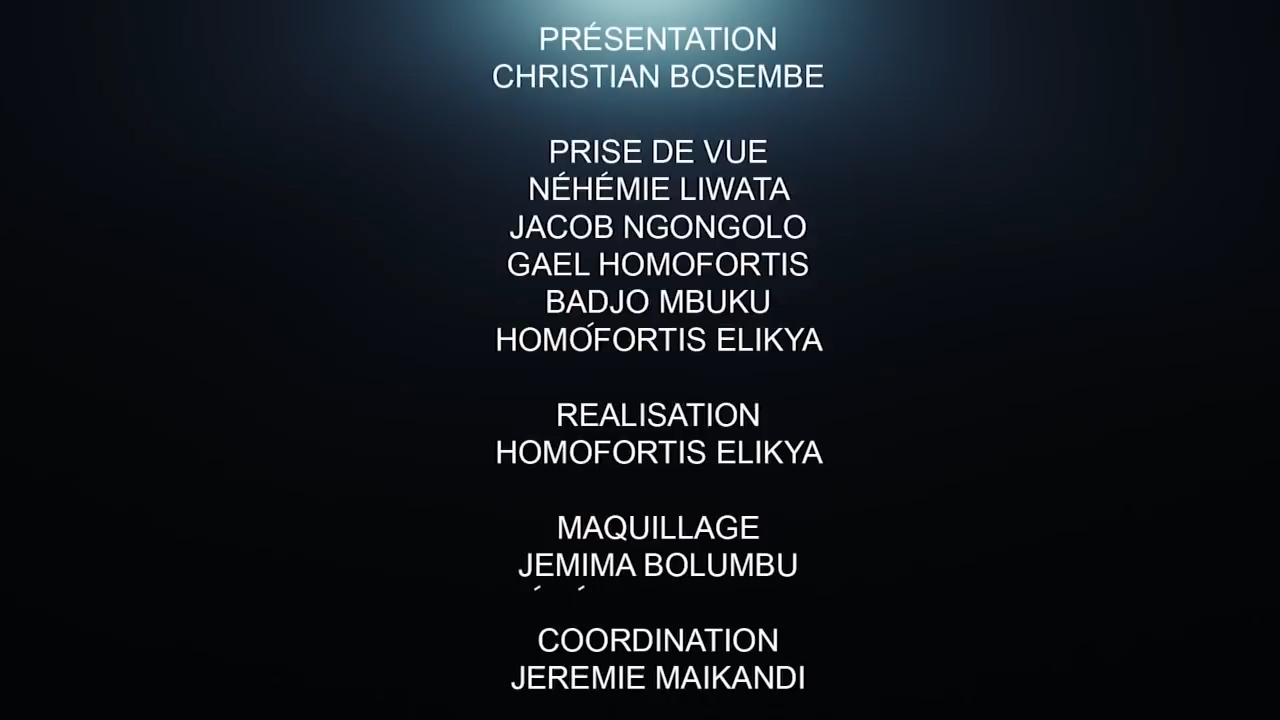 PRÉSENTATION
CHRISTIAN BOSEMBE
PRISE DE VUE
NÉHÉMIE LIWATA
JACOB NGONGOLO
GAEL HOMOFORTIS
BADJO MBUKU
HOMOFORTIS ELIKYA
REALISATION
HOMOFORTIS ELIKYA
MAQUILLAGE
JEMIMA BOLUMBU
COORDINATION
JEREMIE MAIKANDI